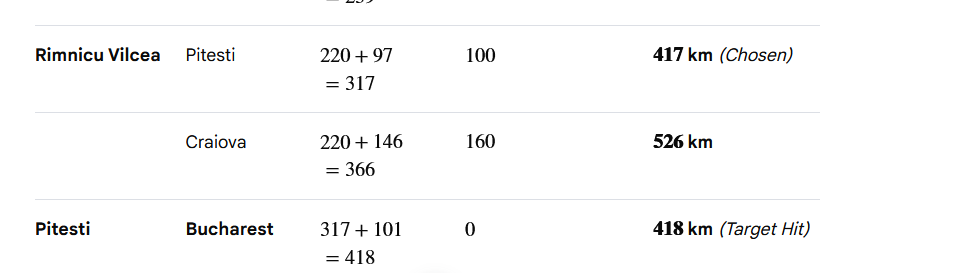 = 239
Rimnicu Vilcea Pitesti 220 + 97 100 417 km (Chosen)
= 317
Craiova 220 + 146 160 526 km
= 366
Pitesti Bucharest 317 + 101 0 418 km (Target Hit)
= 418